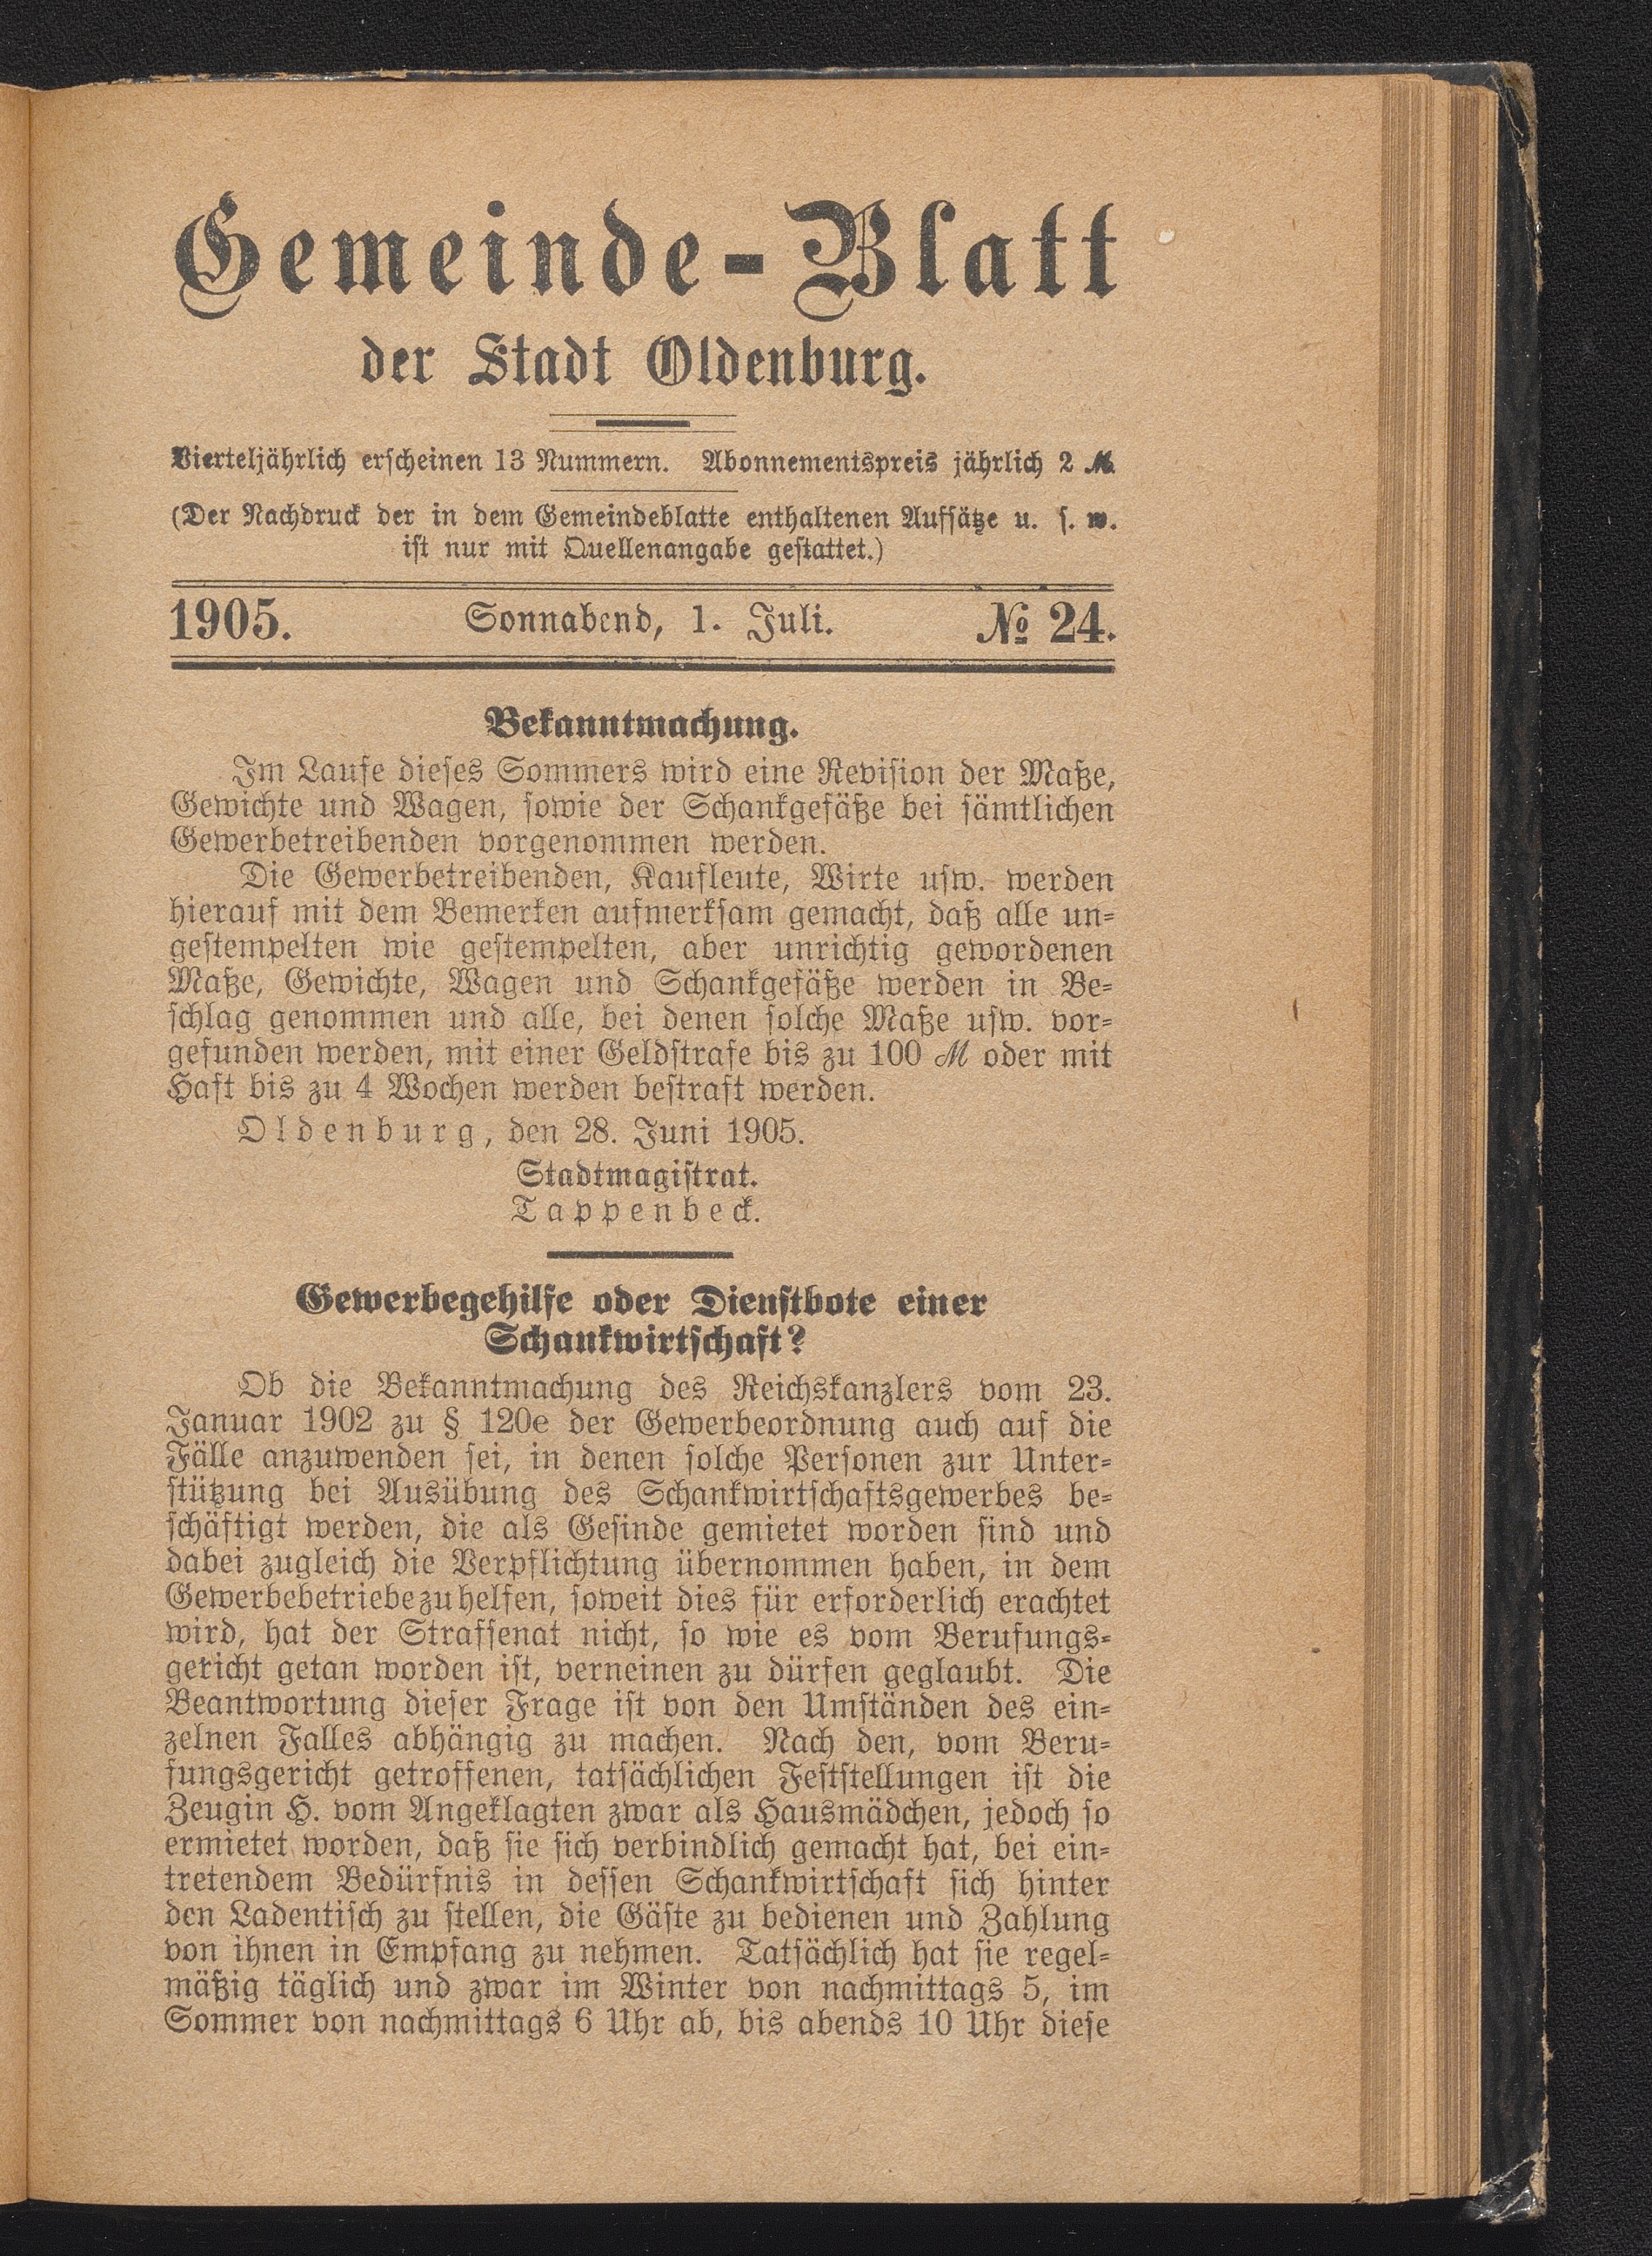 Gemeinde-Blatt
der Stadt Oldenburg.
Vierteljährlich erscheinen 13 Nummern. Abonnementspreis jährlich 2 ℳ.
(Der Nachdruck der in dem Gemeindeblatte enthaltenen Aufsätze u. s. w.
ist nur mit Quellenangabe gestattet.)
1905. Sonnabend, 1. Juli. № 24.
Bekanntmachung.
Im Laufe dieses Sommers wird eine Revision der Maße,
Gewichte und Wagen, sowie der Schankgefäße bei sämtlichen
Gewerbetreibenden vorgenommen werden.
Die Gewerbetreibenden, Kaufleute, Wirte usw. werden
hierauf mit dem Bemerken aufmerksam gemacht, daß alle un-
gestempelten wie gestempelten, aber unrichtig gewordenen
Maße, Gewichte, Wagen und Schankgefäße werden in Be-
schlag genommen und alle, bei denen solche Maße usw. vor-
gefunden werden, mit einer Geldstrafe bis zu 100 ℳ oder mit
Haft bis zu 4 Wochen werden bestraft werden.
Oldenburg, den 28. Juni 1905.
Stadtmagistrat.
Tappenbeck.
Gewerbegehilfe oder Dienstbote einer
Schankwirtschaft?
Ob die Bekanntmachung des Reichskanzlers vom 23.
Januar 1902 zu § 120e der Gewerbeordnung auch auf die
Fälle anzuwenden sei, in denen solche Personen zur Unter-
stützung bei Ausübung des Schankwirtschaftsgewerbes be-
schäftigt werden, die als Gesinde gemietet worden sind und
dabei zugleich die Verpflichtung übernommen haben, in dem
Gewerbebetriebe zu helfen, soweit dies für erforderlich erachtet
wird, hat der Strafsenat nicht, so wie es vom Berufungs-
gericht getan worden ist, verneinen zu dürfen geglaubt. Die
Beantwortung dieser Frage ist von den Umständen des ein-
zelnen Falles abhängig zu machen. Nach den, vom Beru-
fungsgericht getroffenen, tatsächlichen Feststellungen ist die
Zeugin H. vom Angeklagten zwar als Hausmädchen, jedoch so
ermietet worden, daß sie sich verbindlich gemacht hat, bei ein-
tretendem Bedürfnis in dessen Schankwirtschaft sich hinter
den Ladentisch zu stellen, die Gäste zu bedienen und Zahlung
von ihnen in Empfang zu nehmen. Tatsächlich hat sie regel-
mäßig täglich und zwar im Winter von nachmittags 5, im
Sommer von nachmittags 6 Uhr ab, bis abends 10 Uhr diese